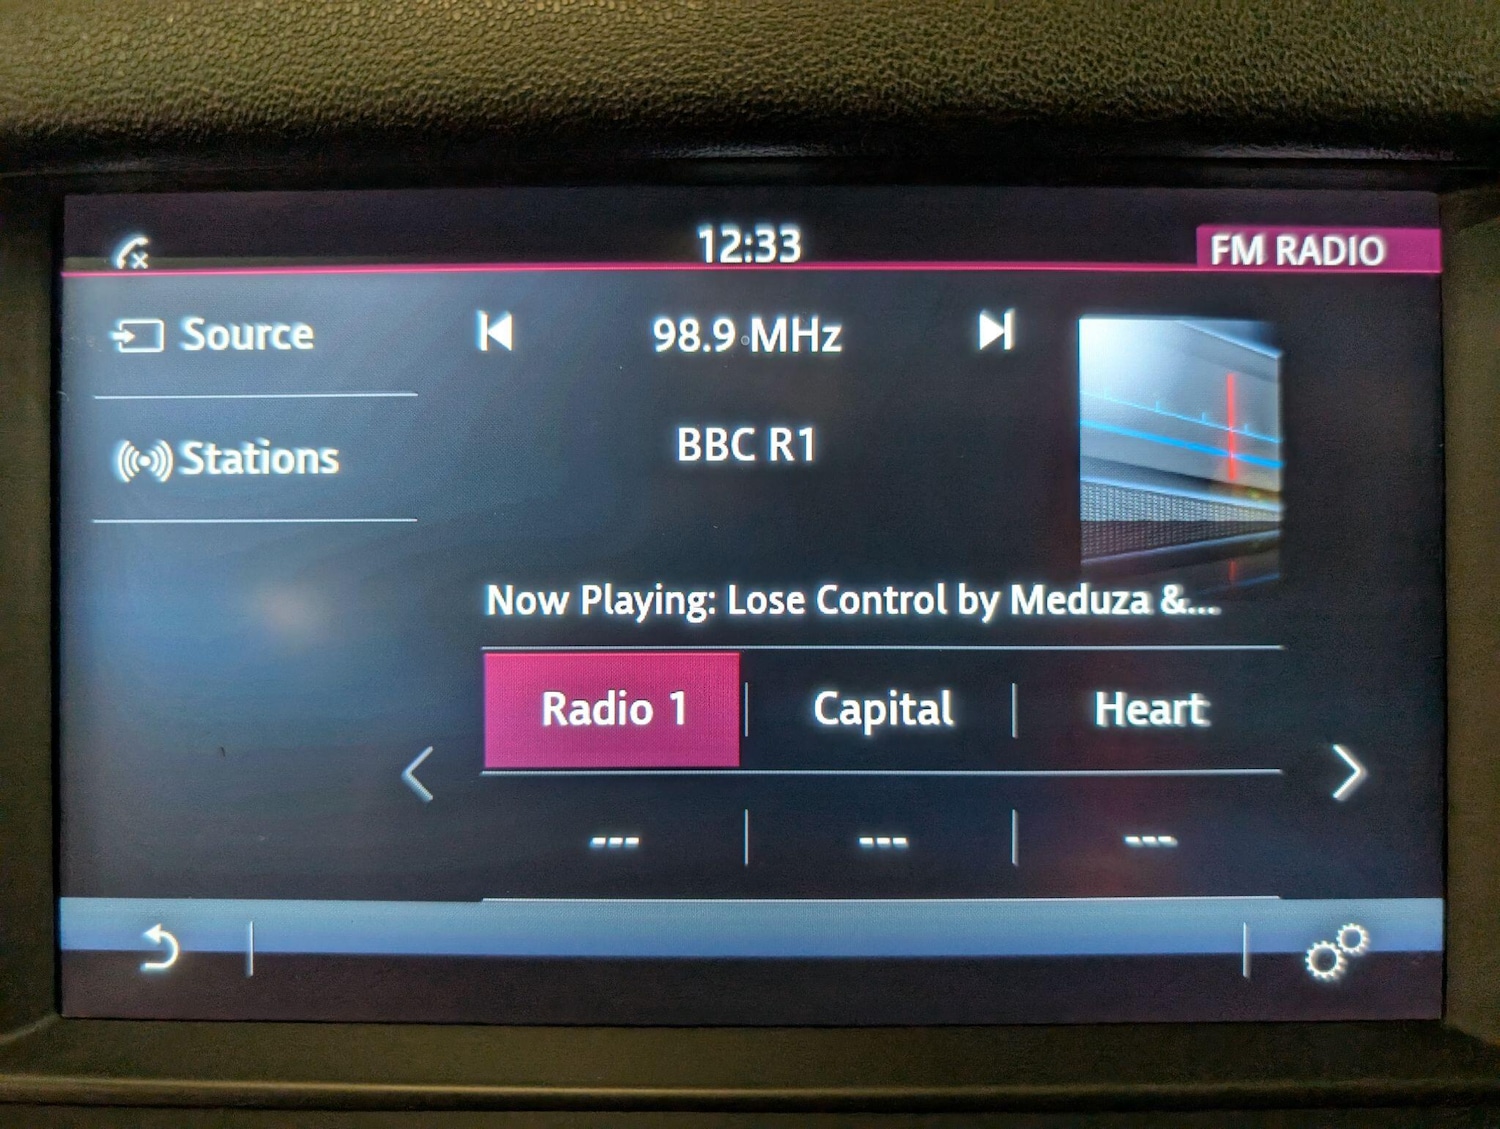 12:33
FM RADIO
Source
98.9 MHz
Stations
BBC R1
Now Playing: Lose Control by Meduza &...
Radio 1
Capital
Heart
---
---
---